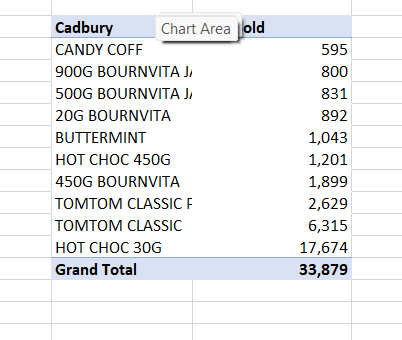 Cadbury Chart Area old
CANDY COFF 595
900G BOURNVITA JA 800
500G BOURNVITA JA 831
20G BOURNVITA 892
BUTTERMINT 1,043
HOT CHOC 450G 1,201
450G BOURNVITA 1,899
TOMTOM CLASSIC F 2,629
TOMTOM CLASSIC 6,315
HOT CHOC 30G 17,674
Grand Total 33,879